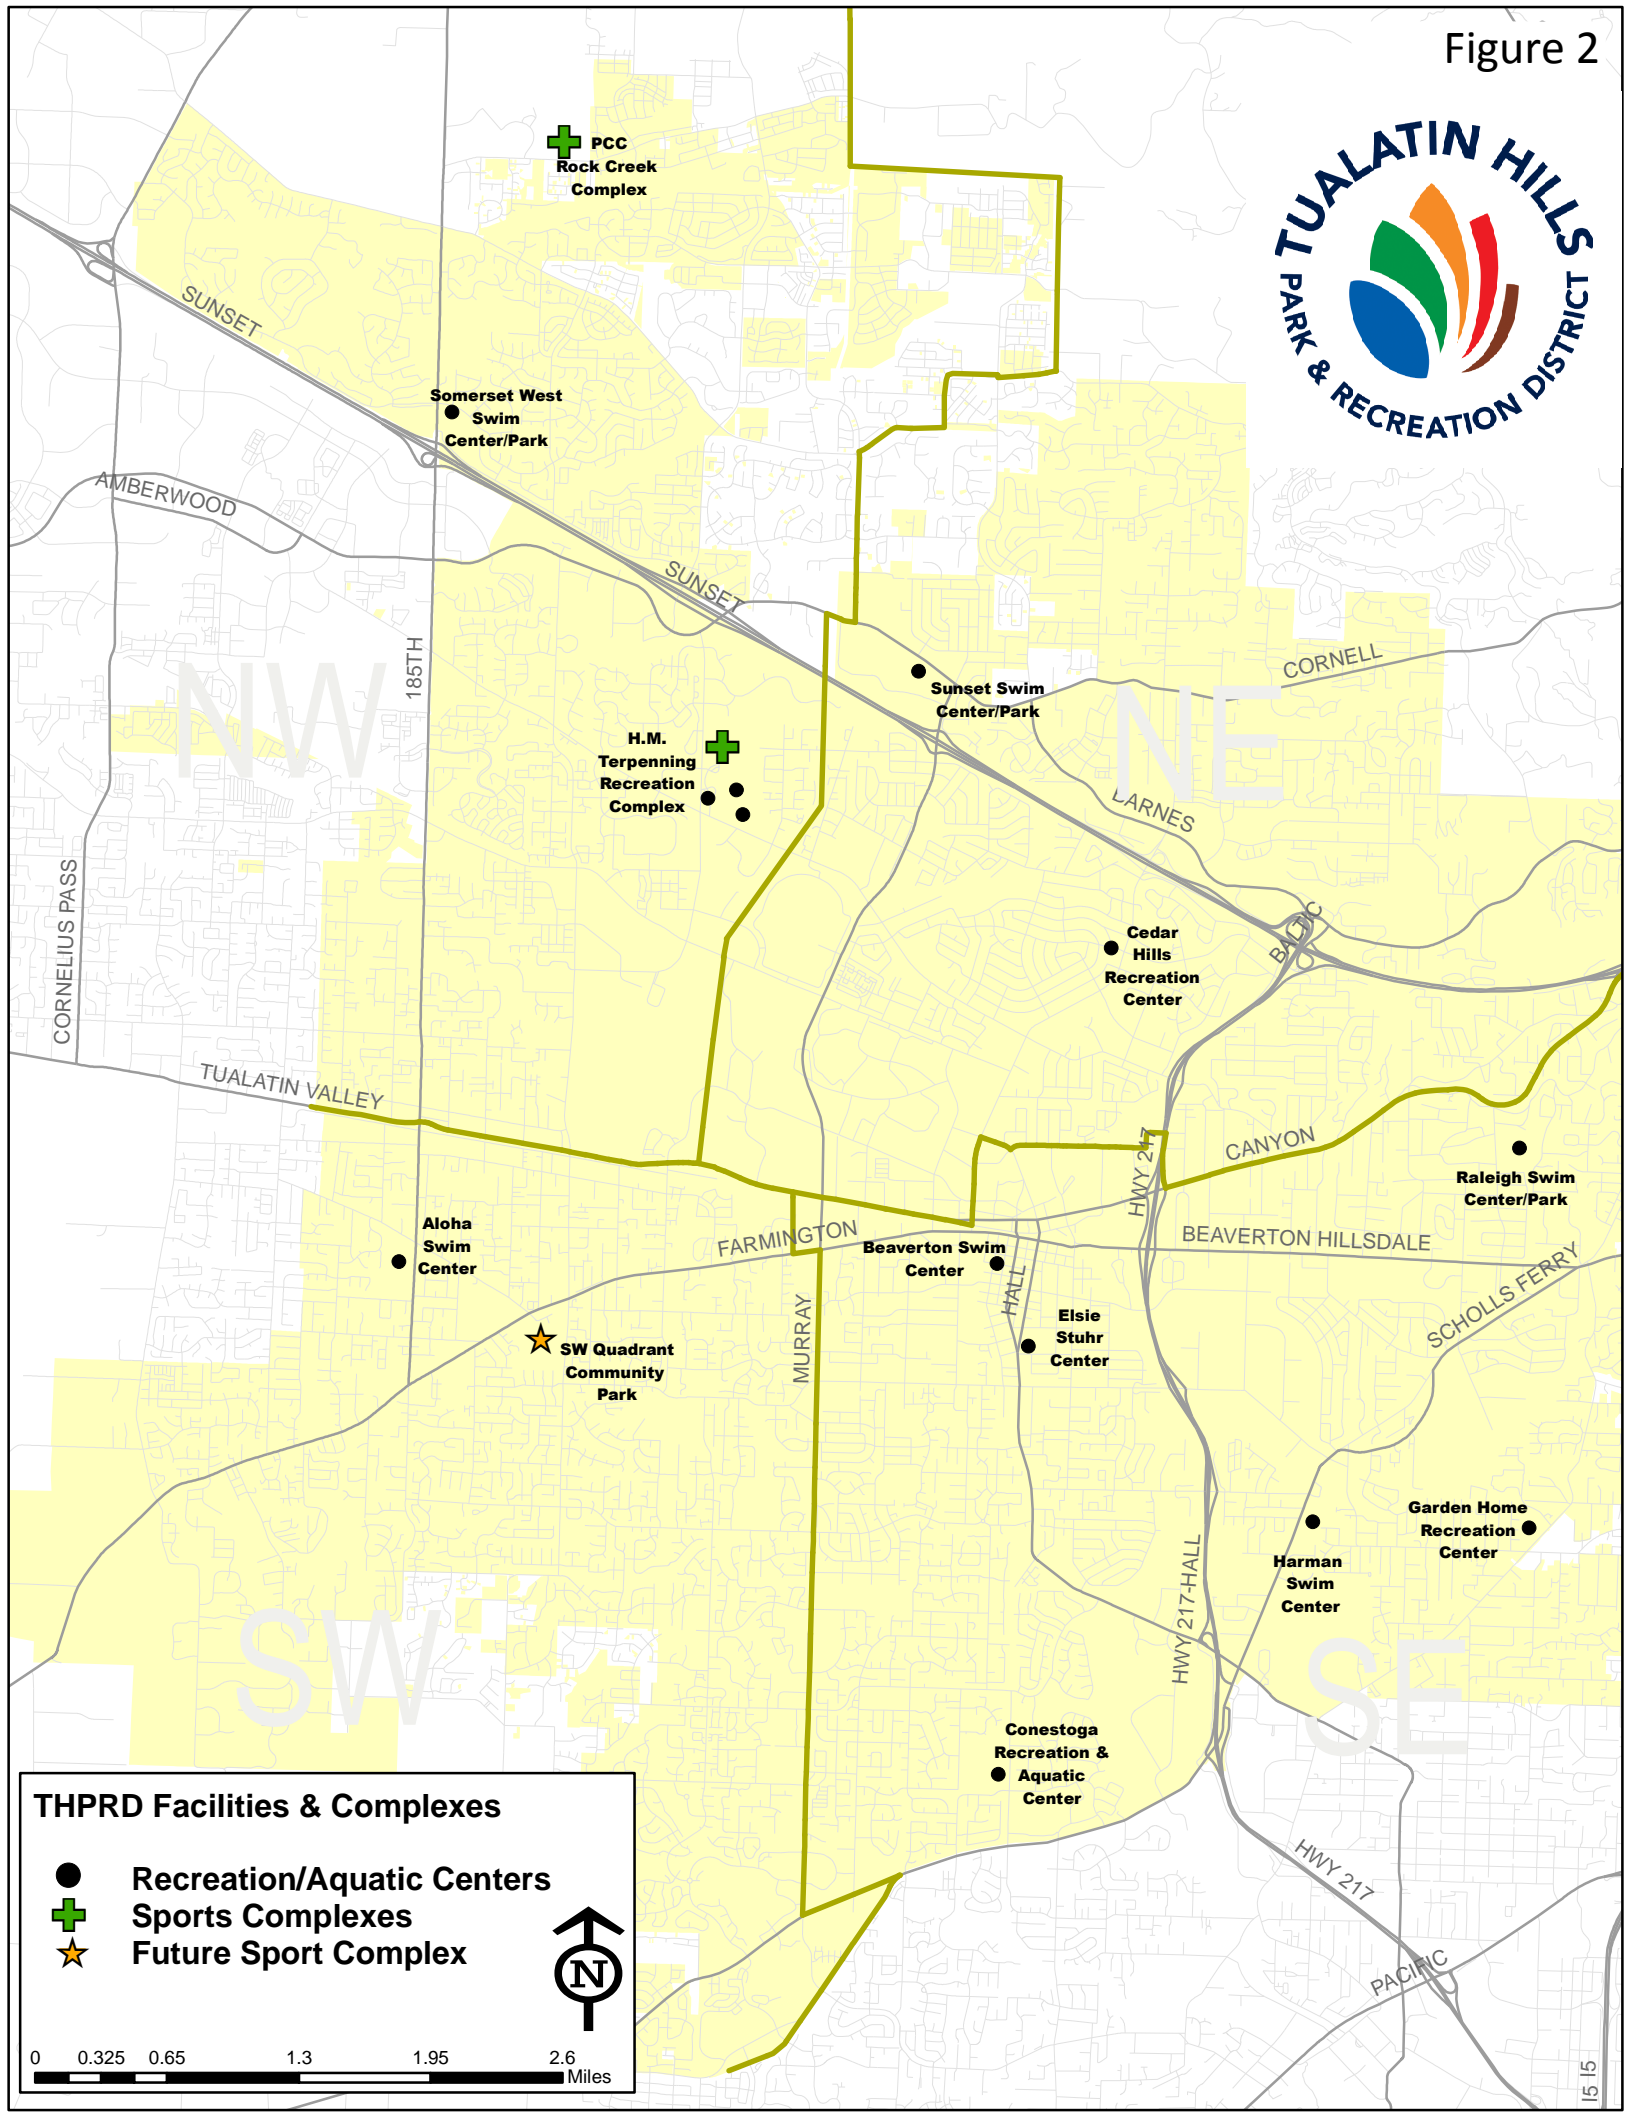 Figure 2
TUALATIN HILLS
PARK & RECREATION DISTRICT
PCC
Rock Creek
Complex
SUNSET
Somerset West
Swim
Center/Park
AMBERWOOD
SUNSET
185TH
NW
CORNELL
Sunset Swim
Center/Park
NE
H.M.
Terpenning
Recreation
Complex
BARNES
CORNELIUS PASS
BALTIC
Cedar
Hills
Recreation
Center
TUALATIN VALLEY
CANYON
HWY 217
Raleigh Swim
Center/Park
Aloha
Swim
Center
FARMINGTON
Beaverton Swim
Center
BEAVERTON HILLSDALE
HALL
SCHOLLS FERRY
Elsie
Stuhr
Center
MURRAY
SW Quadrant
Community
Park
Garden Home
Recreation
Center
Harman
Swim
Center
HWY 217-HALL
SW
SE
Conestoga
Recreation &
Aquatic
Center
HWY 217
PACIFIC
I5 I5
THPRD Facilities & Complexes
Recreation/Aquatic Centers
Sports Complexes
Future Sport Complex
N
0 0.325 0.65 1.3 1.95 2.6
Miles